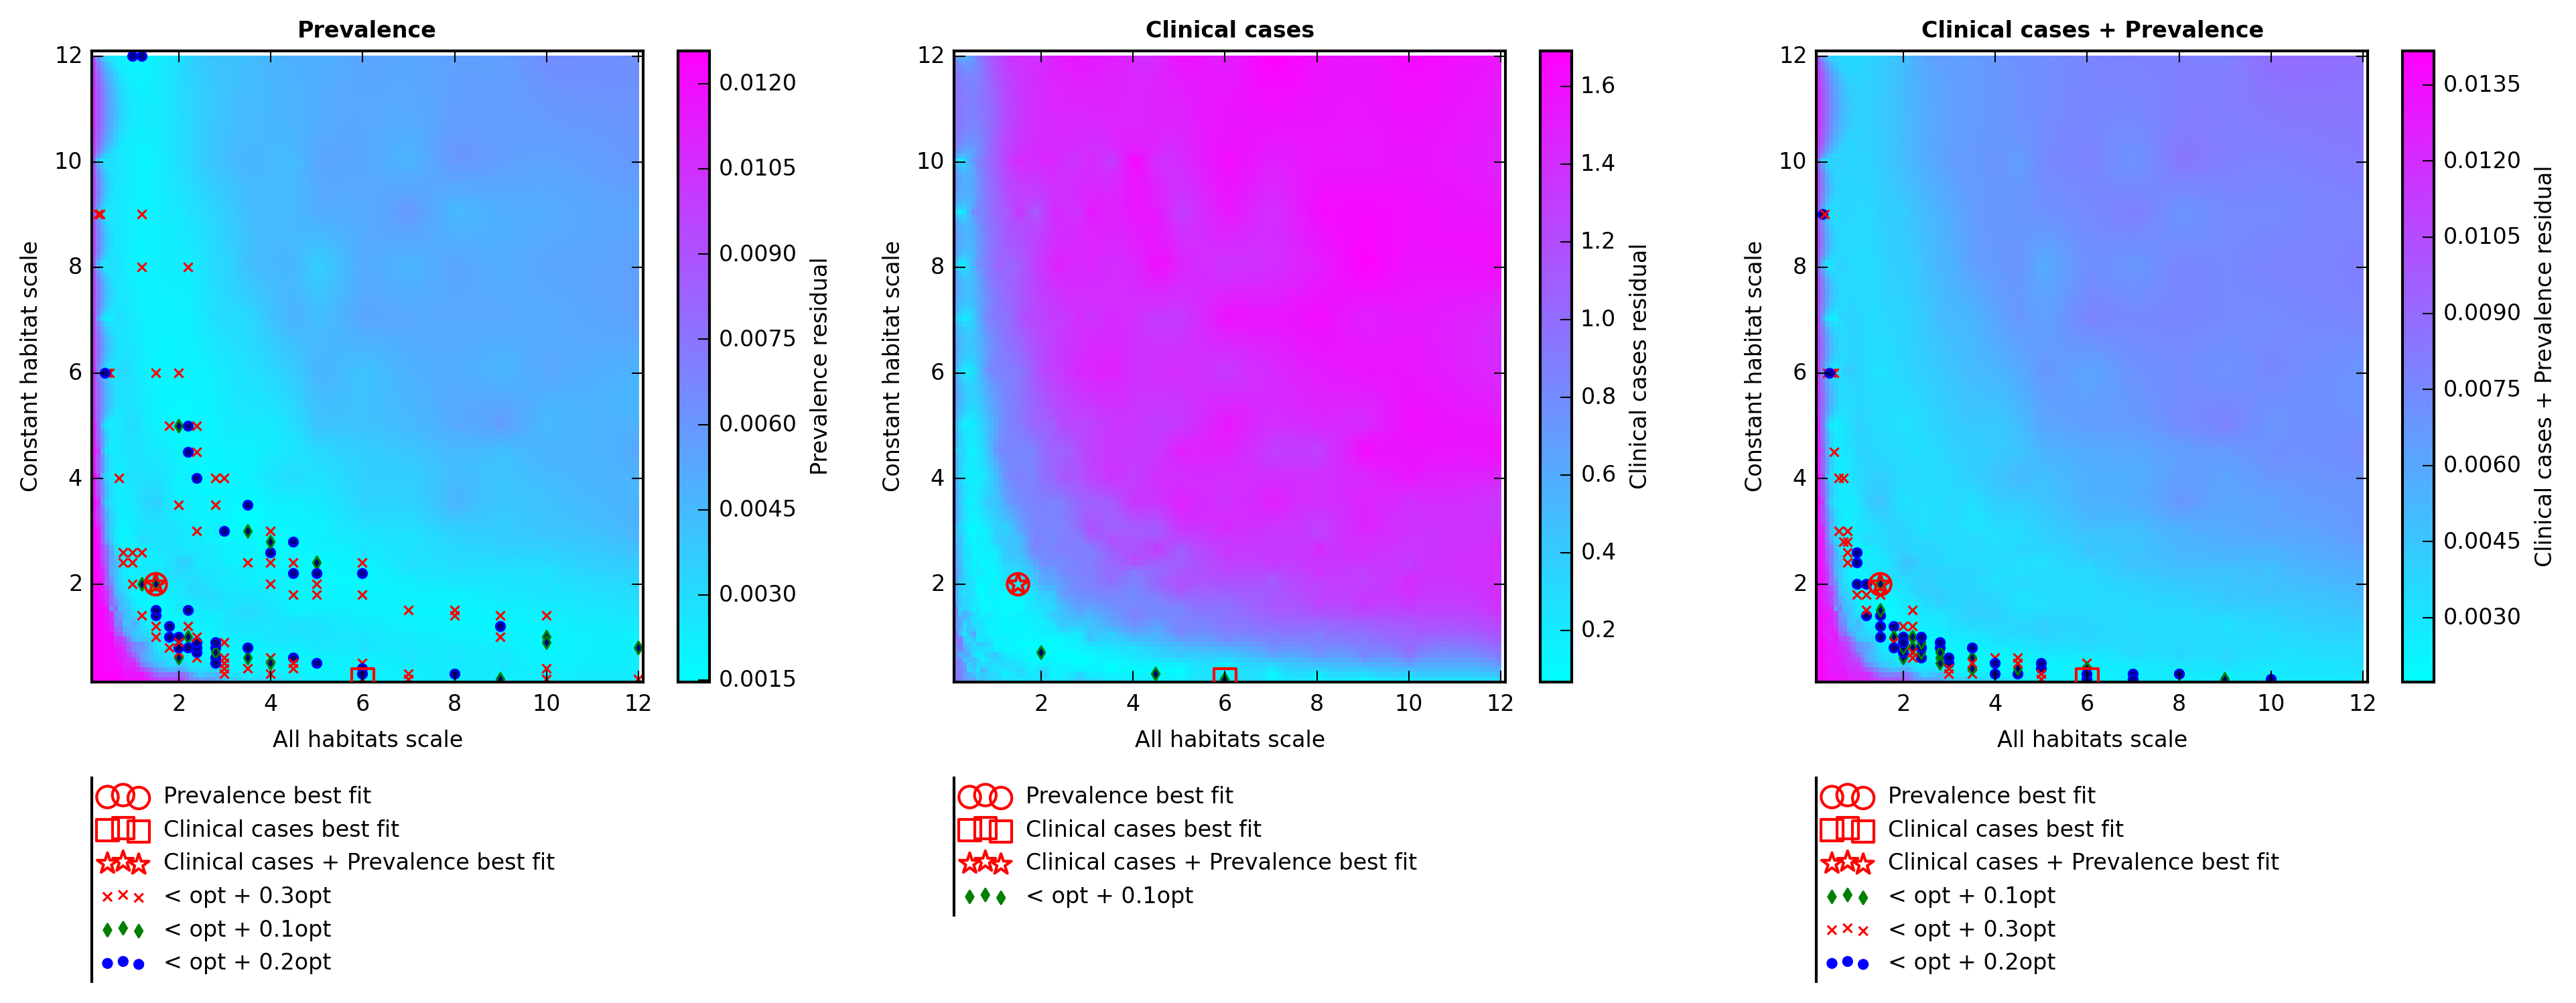 Prevalence
12
10
8
6
4
2
Constant habitat scale
2 4 6 8 10 12
All habitats scale
0.0120
0.0105
0.0090
0.0075
0.0060
0.0045
0.0030
0.0015
Prevalence residual
Prevalence best fit
Clinical cases best fit
Clinical cases + Prevalence best fit
< opt + 0.3opt
< opt + 0.1opt
< opt + 0.2opt
Clinical cases
12
10
8
6
4
2
Constant habitat scale
2 4 6 8 10 12
All habitats scale
1.6
1.4
1.2
1.0
0.8
0.6
0.4
0.2
Clinical cases residual
Prevalence best fit
Clinical cases best fit
Clinical cases + Prevalence best fit
< opt + 0.1opt
Clinical cases + Prevalence
12
10
8
6
4
2
Constant habitat scale
2 4 6 8 10 12
All habitats scale
0.0135
0.0120
0.0105
0.0090
0.0075
0.0060
0.0045
0.0030
Clinical cases + Prevalence residual
Prevalence best fit
Clinical cases best fit
Clinical cases + Prevalence best fit
< opt + 0.1opt
< opt + 0.3opt
< opt + 0.2opt